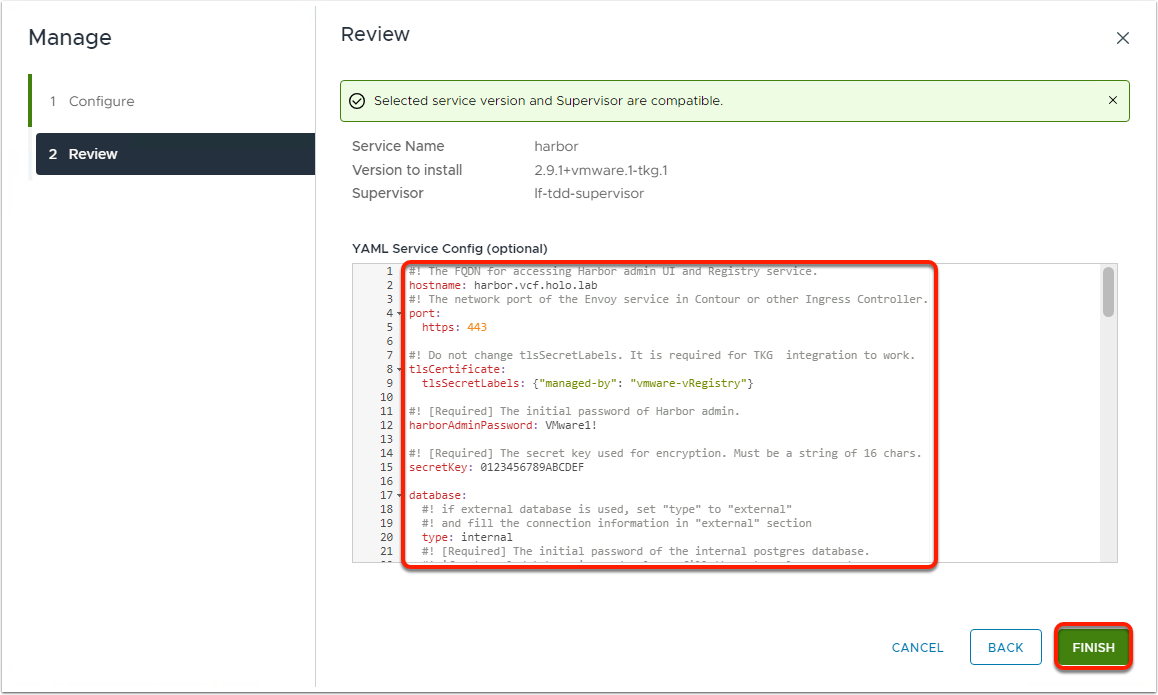 Manage
1 Configure
2 Review
Review
Selected service version and Supervisor are compatible.
Service Name harbor
Version to install 2.9.1+vmware.1-tkg.1
Supervisor lf-tdd-supervisor
YAML Service Config (optional)
1 #! The FQDN for accessing Harbor admin UI and Registry service.
2 hostname: harbor.vcf.holo.lab
3 #! The network port of the Envoy service in Contour or other Ingress Controller.
4 port:
5 https: 443
6
7 #! Do not change tlsSecretLabels. It is required for TKG  integration to work.
8 tlsCertificate:
9 tlsSecretLabels: {"managed-by": "vmware-vRegistry"}
10
11 #! [Required] The initial password of Harbor admin.
12 harborAdminPassword: VMware1!
13
14 #! [Required] The secret key used for encryption. Must be a string of 16 chars.
15 secretKey: 0123456789ABCDEF
16
17 database:
18 #! if external database is used, set "type" to "external"
19 #! and fill the connection information in "external" section
20 type: internal
21 #! [Required] The initial password of the internal postgres database.
CANCEL
BACK
FINISH